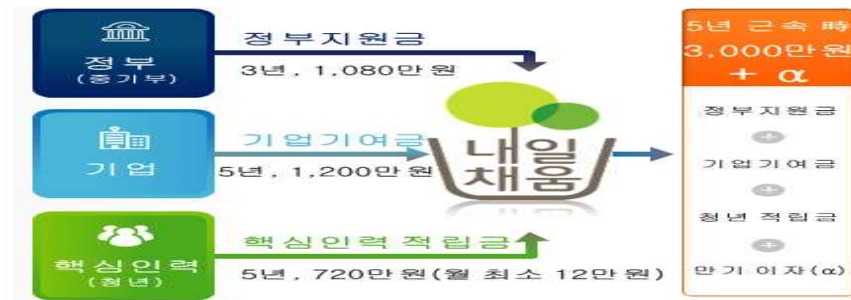 정부
(중기부)
정부지원금
3년, 1,080만원
기업
기업기여금
5년, 1,200만원
핵심인력
(청년)
핵심인력 적립금
5년, 720만원(월 최소 12만원)
내일
채움
5년 근속 時
3,000만원
+ α
정부지원금
+
기업기여금
+
청년 적립금
+
만기 이자(α)